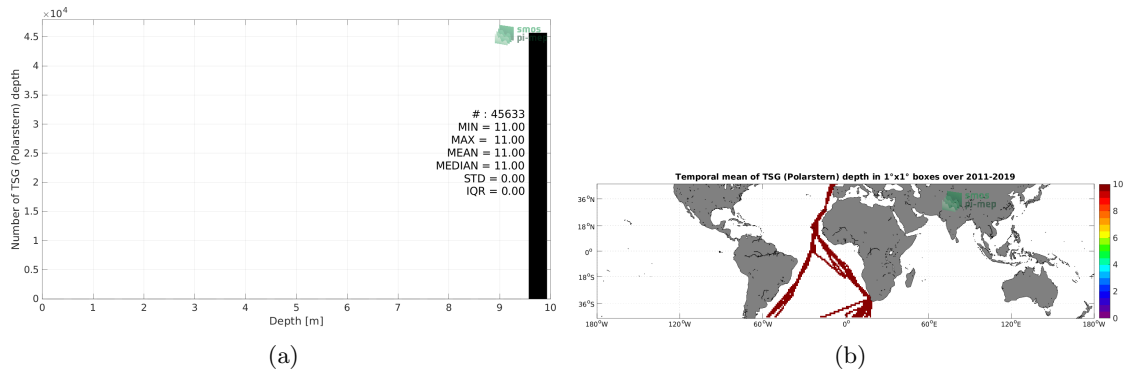 ×10⁴
4.5
4
3.5
3
2.5
2
1.5
1
0.5
0
Number of TSG (Polarstern) depth
smos
pi-mep
# : 45633
MIN = 11.00
MAX = 11.00
MEAN = 11.00
MEDIAN = 11.00
STD = 0.00
IQR = 0.00
0 1 2 3 4 5 6 7 8 9 10
Depth [m]
(a)
Temporal mean of TSG (Polarstern) depth in 1°x1° boxes over 2011-2019
smos
pi-mep
36°N
18°N
0°
18°S
36°S
180°W 120°W 60°W 0° 60°E 120°E 180°W
10
8
6
4
2
0
(b)